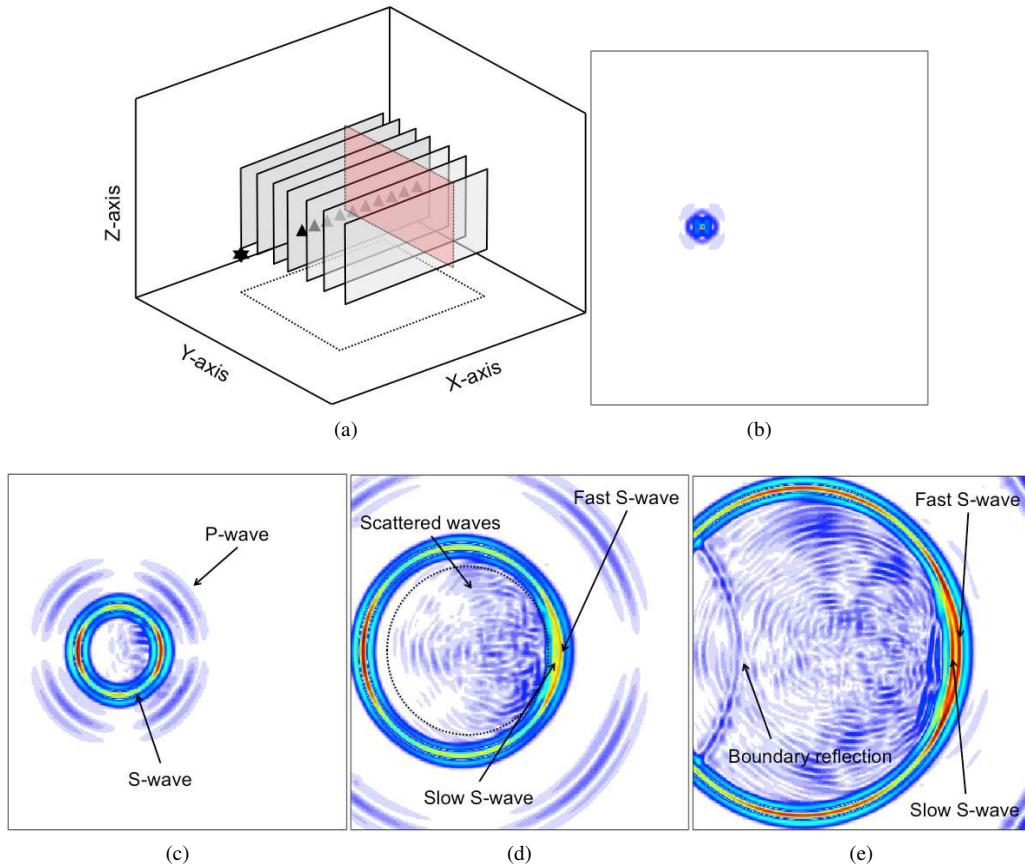 Z-axis
Y-axis
X-axis
(a)
(b)
P-wave
S-wave
(c)
Scattered waves
Fast S-wave
Slow S-wave
(d)
Fast S-wave
Boundary reflection
Slow S-wave
(e)